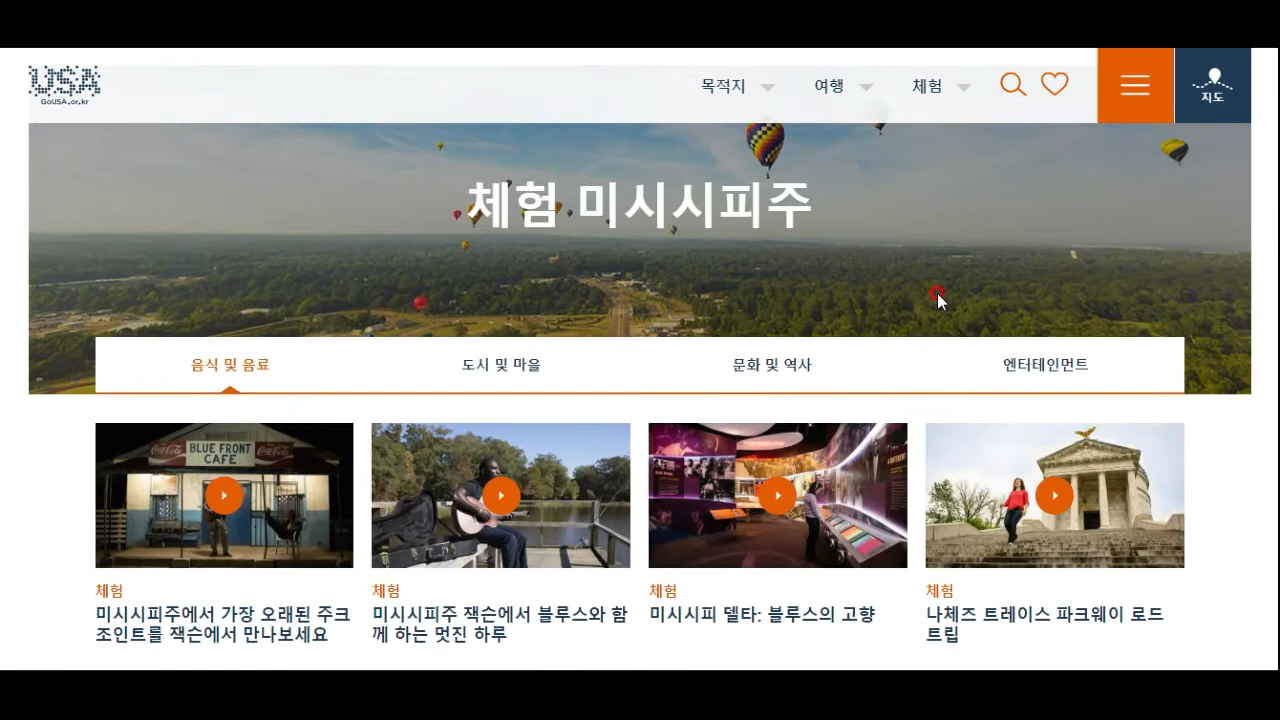 USA
GoUSA.or.kr
목적지
여행
체험
지도
체험 미시시피주
음식 및 음료
도시 및 마을
문화 및 역사
엔터테인먼트
Coca-Cola
BLUE FRONT
CAFE
Coca-Cola
체험
미시시피주에서 가장 오래된 주크
조인트를 잭슨에서 만나보세요
체험
미시시피주 잭슨에서 블루스와 함
께 하는 멋진 하루
체험
미시시피 델타: 블루스의 고향
체험
나체즈 트레이스 파크웨이 로드
트립